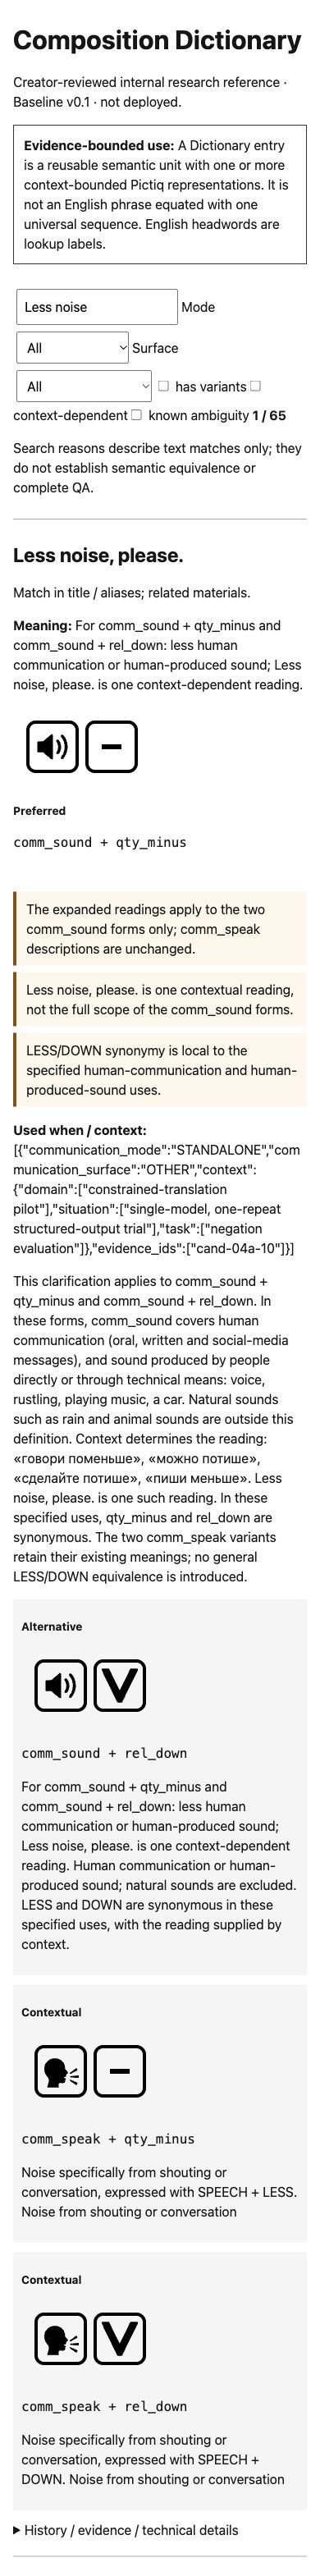 Composition Dictionary
Creator-reviewed internal research reference ·
Baseline v0.1 · not deployed.
Evidence-bounded use: A Dictionary entry
is a reusable semantic unit with one or more
context-bounded Pictiq representations. It is
not an English phrase equated with one
universal sequence. English headwords are
lookup labels.
Less noise Mode
All Surface
All has variants
context-dependent known ambiguity 1 / 65
Search reasons describe text matches only; they
do not establish semantic equivalence or
complete QA.
Less noise, please.
Match in title / aliases; related materials.
Meaning: For comm_sound + qty_minus and
comm_sound + rel_down: less human
communication or human-produced sound; Less
noise, please. is one context-dependent reading.
Preferred
comm_sound + qty_minus
The expanded readings apply to the two
comm_sound forms only; comm_speak
descriptions are unchanged.
Less noise, please. is one contextual reading,
not the full scope of the comm_sound forms.
LESS/DOWN synonymy is local to the
specified human-communication and human-
produced-sound uses.
Used when / context:
[{"communication_mode":"STANDALONE","com
munication_surface":"OTHER","context":
{"domain":["constrained-translation
pilot"],"situation":["single-model, one-repeat
structured-output trial"],"task":["negation
evaluation"]},"evidence_ids":["cand-04a-10"]}]
This clarification applies to comm_sound +
qty_minus and comm_sound + rel_down. In
these forms, comm_sound covers human
communication (oral, written and social-media
messages), and sound produced by people
directly or through technical means: voice,
rustling, playing music, a car. Natural sounds
such as rain and animal sounds are outside this
definition. Context determines the reading:
«говори поменьше», «можно потише»,
«сделайте потише», «пиши меньше». Less
noise, please. is one such reading. In these
specified uses, qty_minus and rel_down are
synonymous. The two comm_speak variants
retain their existing meanings; no general
LESS/DOWN equivalence is introduced.
Alternative
comm_sound + rel_down
For comm_sound + qty_minus and
comm_sound + rel_down: less human
communication or human-produced sound;
Less noise, please. is one context-dependent
reading. Human communication or human-
produced sound; natural sounds are excluded.
LESS and DOWN are synonymous in these
specified uses, with the reading supplied by
context.
Contextual
comm_speak + qty_minus
Noise specifically from shouting or
conversation, expressed with SPEECH + LESS.
Noise from shouting or conversation
Contextual
comm_speak + rel_down
Noise specifically from shouting or
conversation, expressed with SPEECH +
DOWN. Noise from shouting or conversation
History / evidence / technical details